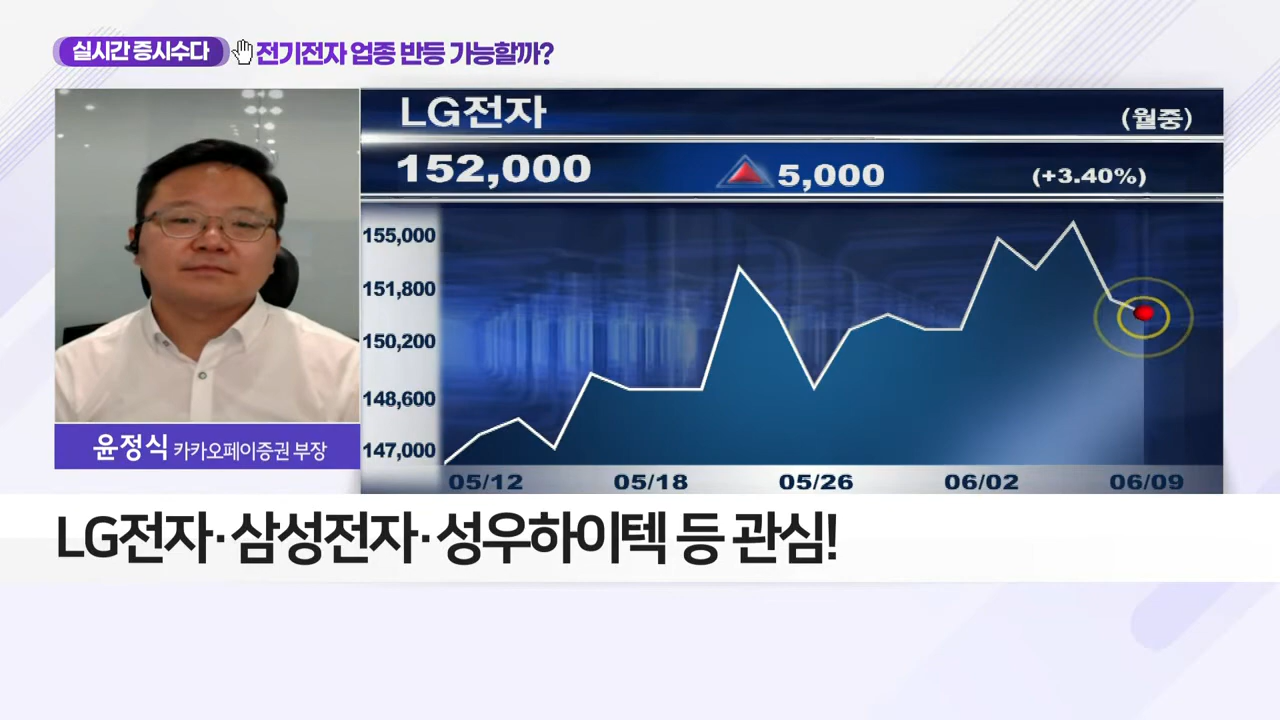 실시간 증시수다
전기전자 업종 반등 가능할까?
LG전자
(월중)
152,000
5,000
(+3.40%)
155,000
151,800
150,200
148,600
147,000
05/12 05/18 05/26 06/02 06/09
윤정식 카카오페이증권 부장
LG전자·삼성전자·성우하이텍 등 관심!